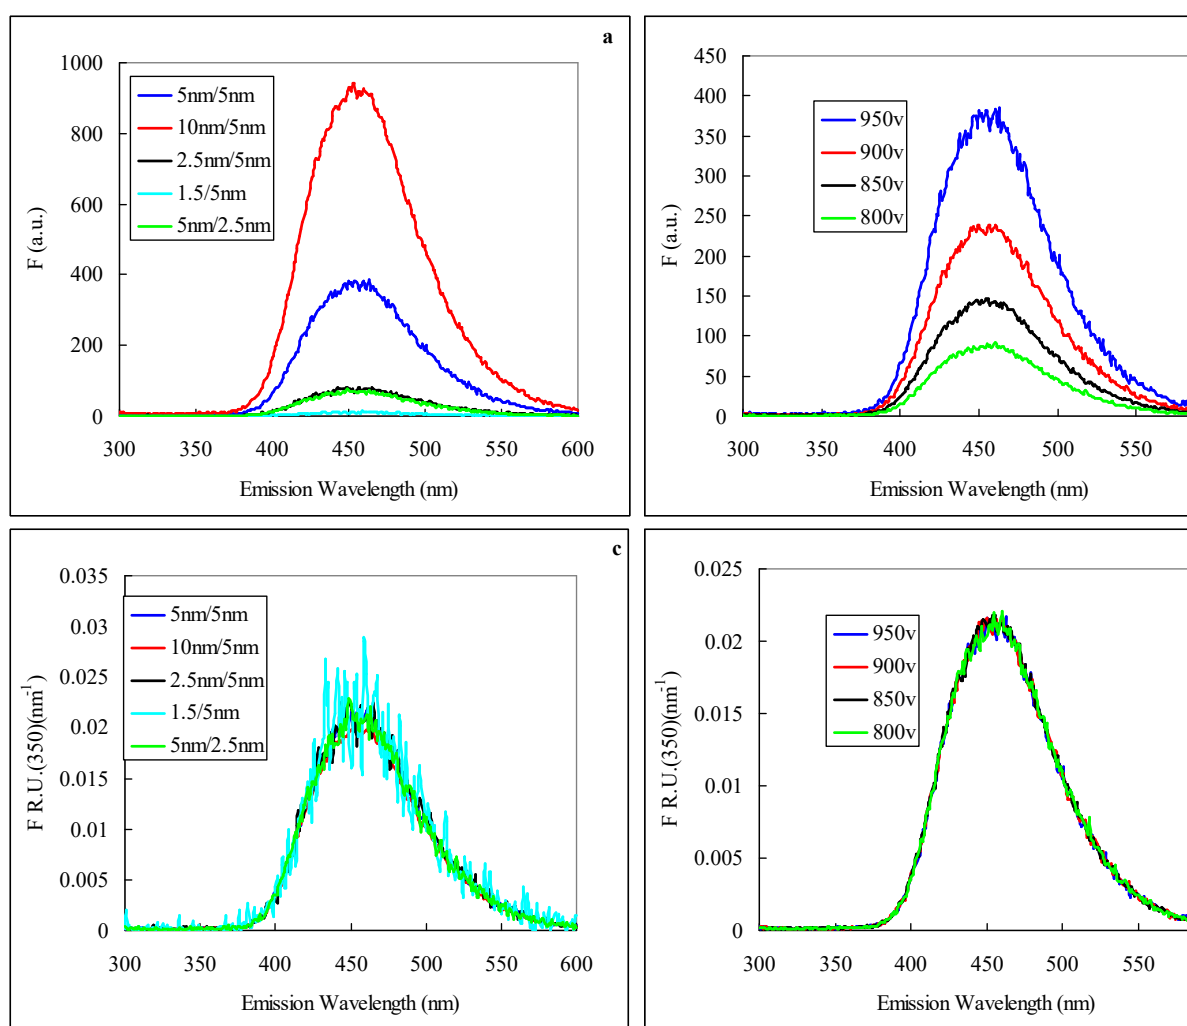 a
F (a.u.)
1000
800
600
400
200
0
5nm/5nm
10nm/5nm
2.5nm/5nm
1.5/5nm
5nm/2.5nm
300 350 400 450 500 550 600
Emission Wavelength (nm)
F (a.u.)
450
400
350
300
250
200
150
100
50
0
950v
900v
850v
800v
300 350 400 450 500 550
Emission Wavelength (nm)
c
F R.U.(350)(nm-1)
0.035
0.03
0.025
0.02
0.015
0.01
0.005
0
5nm/5nm
10nm/5nm
2.5nm/5nm
1.5/5nm
5nm/2.5nm
300 350 400 450 500 550 600
Emission Wavelength (nm)
F R.U.(350)(nm-1)
0.025
0.02
0.015
0.01
0.005
0
950v
900v
850v
800v
300 350 400 450 500 550
Emission Wavelength (nm)